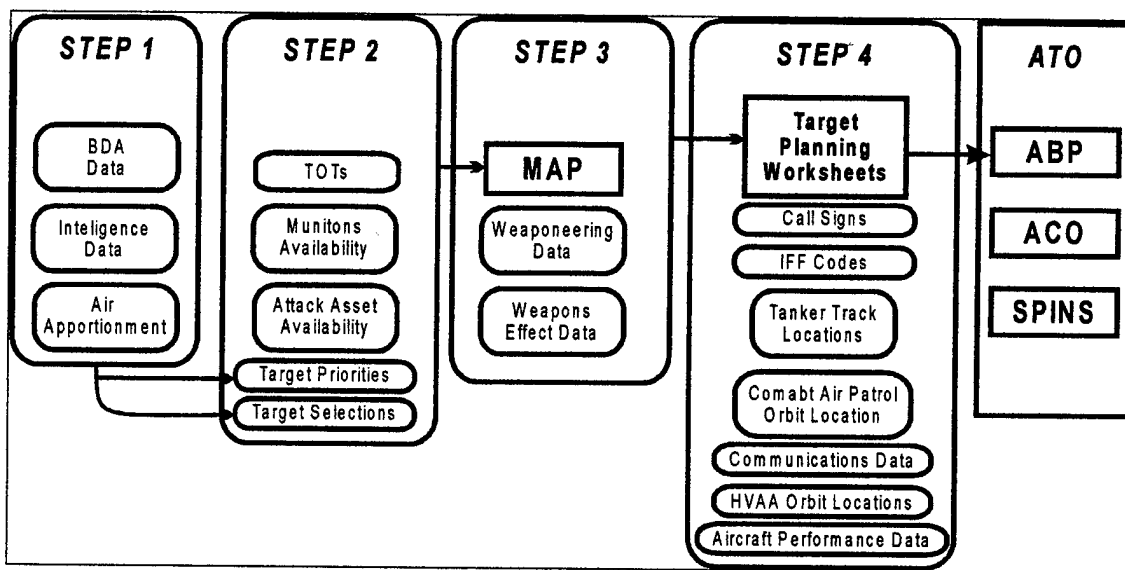 STEP 1
BDA
Data
Inteligence
Data
Air
Apportionment
STEP 2
TOTs
Munitons
Availability
Attack Asset
Availability
Target Priorities
Target Selections
STEP 3
MAP
Weaponeering
Data
Weapons
Effect Data
STEP 4
Target
Planning
Worksheets
Call Signs
IFF Codes
Tanker Track
Locations
Comabt Air Patrol
Orbit Location
Communications Data
HVAA Orbit Locations
Aircraft Performance Data
ATO
ABP
ACO
SPINS